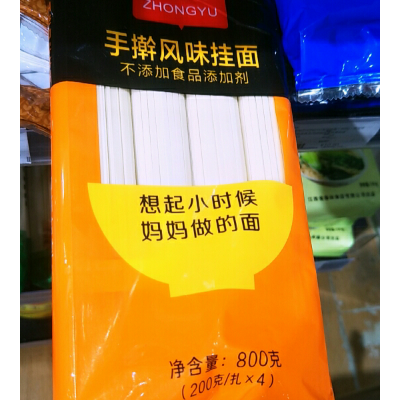 ZHONGYU
手擀风味挂面
不添加食品添加剂
想起小时候
妈妈做的面
净含量：800克
(200克/扎×4)